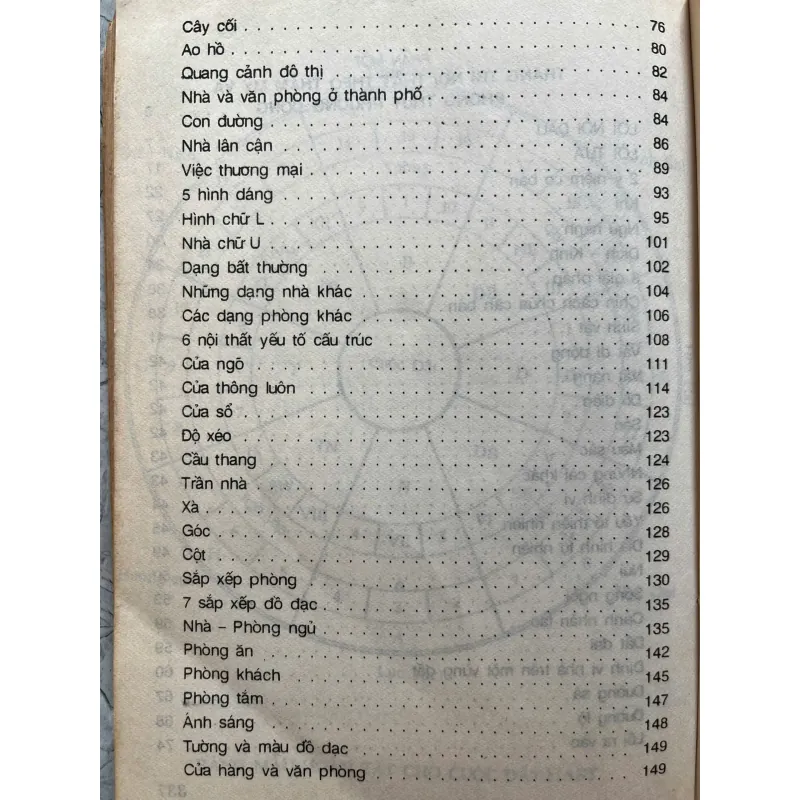 Cây cối 76
Ao hồ 80
Quang cảnh đô thị 82
Nhà và văn phòng ở thành phố 84
Con đường 84
Nhà lân cận 86
Việc thương mại 89
5 hình dáng 93
Hình chữ L 95
Nhà chữ U 101
Dạng bất thường 102
Những dạng nhà khác 104
Các dạng phòng khác 106
6 nội thất yếu tố cấu trúc 108
Cửa ngõ 111
Cửa thông luôn 114
Cửa sổ 123
Độ xéo 123
Cầu thang 124
Trần nhà 126
Xà 126
Góc 128
Cột 129
Sắp xếp phòng 130
7 sắp xếp đồ đạc 135
Nhà – Phòng ngủ 135
Phòng ăn 142
Phòng khách 145
Phòng tắm 147
Ánh sáng 148
Tường và màu đồ dạc 149
Cửa hàng và văn phòng 149